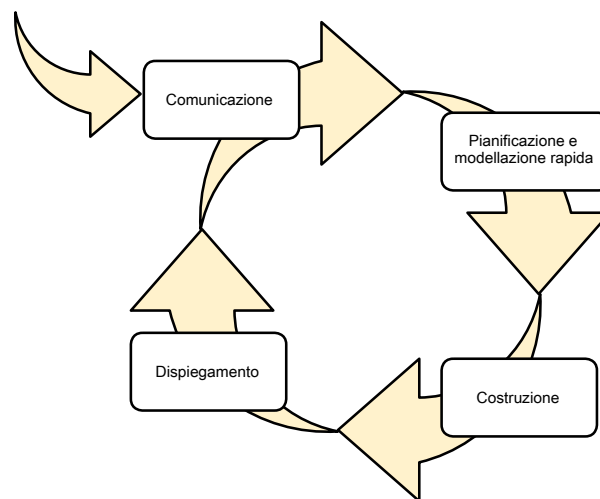 Comunicazione
Pianificazione e
modellazione rapida
Costruzione
Dispiegamento